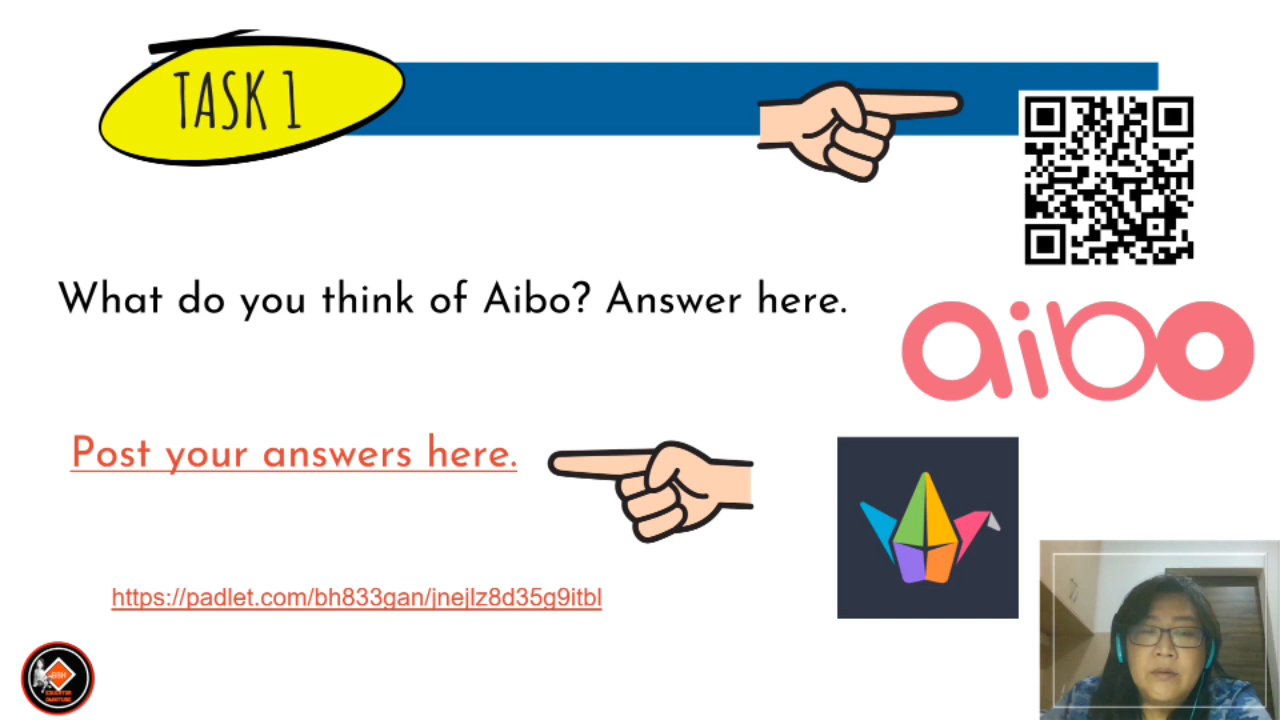 TASK 1
What do you think of Aibo? Answer here.
aibo
Post your answers here.
https://padlet.com/bh833gan/jnejlz8d35g9itbl